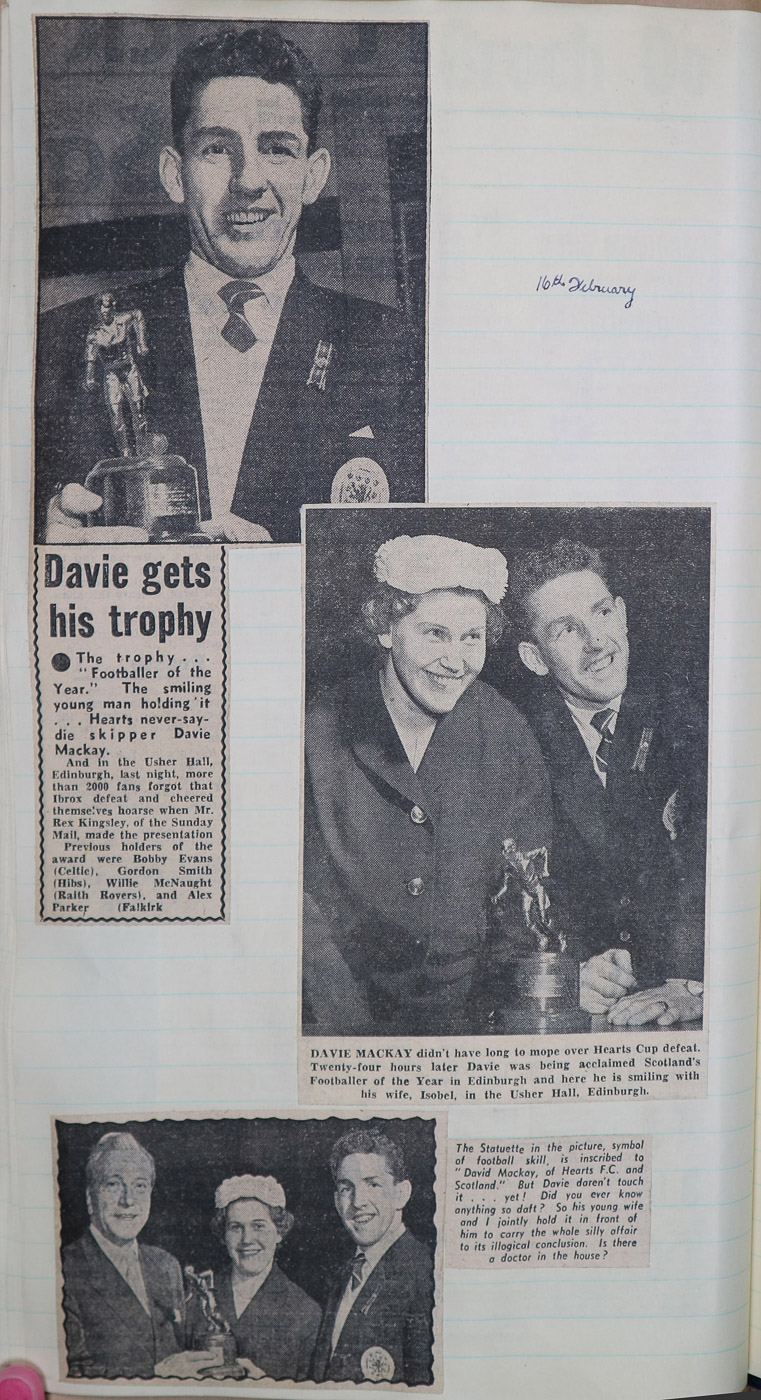 16th February
Davie gets
his trophy
The trophy . . .
"Footballer of the
Year." The smiling
young man holding it
. . . Hearts never-say-
die skipper Davie
Mackay.
And in the Usher Hall,
Edinburgh, last night, more
than 2000 fans forgot that
Ibrox defeat and cheered
themselves hoarse when Mr.
Rex Kingsley, of the Sunday
Mail, made the presentation
Previous holders of the
award were Bobby Evans
(Celtic), Gordon Smith
(Hibs), Willie McNaught
(Raith Rovers), and Alex
Parker (Falkirk
DAVIE MACKAY didn't have long to mope over Hearts Cup defeat.
Twenty-four hours later Davie was being acclaimed Scotland's
Footballer of the Year in Edinburgh and here he is smiling with
his wife, Isobel, in the Usher Hall, Edinburgh.
The Statuette in the picture, symbol
of football skill, is inscribed to
"David Mackay, of Hearts F.C. and
Scotland." But Davie daren't touch
it . . . yet! Did you ever know
anything so daft? So his young wife
and I jointly hold it in front of
him to carry the whole silly affair
to its illogical conclusion. Is there
a doctor in the house?